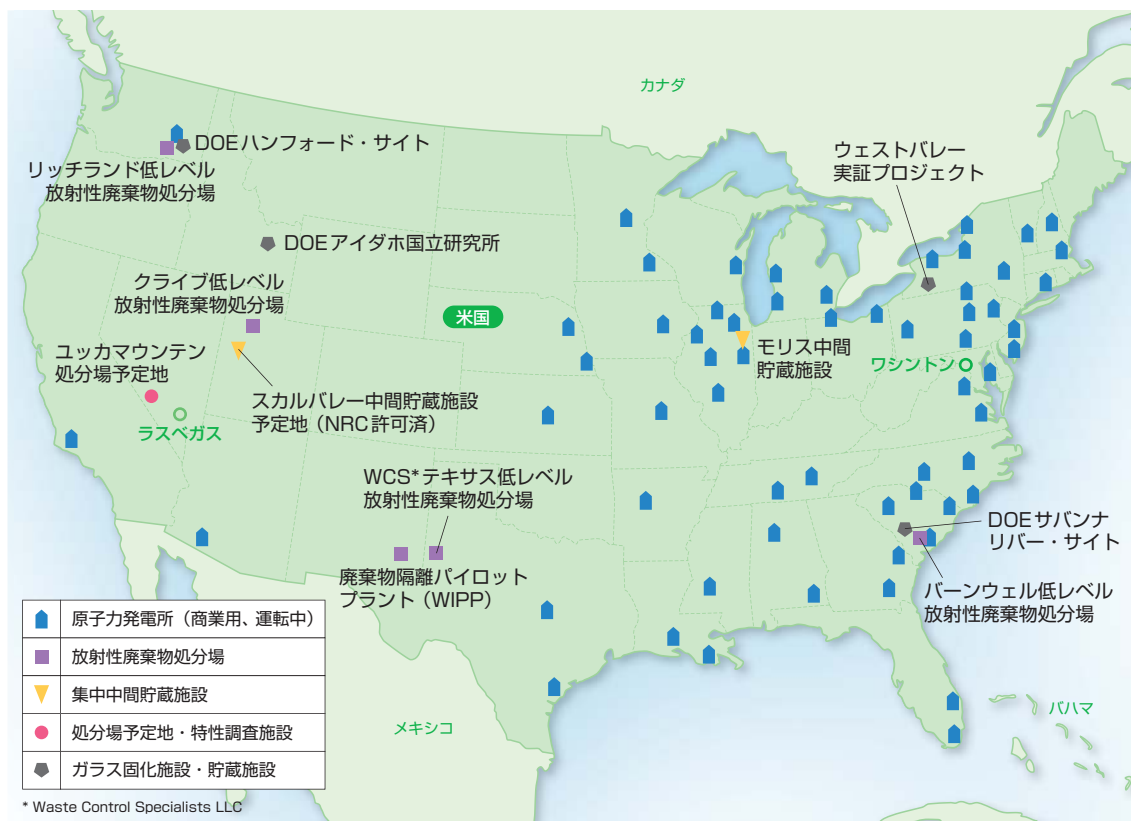 カナダ
DOEハンフォード・サイト
リッチランド低レベル
放射性廃棄物処分場
ウェストバレー
実証プロジェクト
DOEアイダホ国立研究所
クライブ低レベル
放射性廃棄物処分場
米国
ユッカマウンテン
処分場予定地
モリス中間
貯蔵施設
ワシントン
スカルバレー中間貯蔵施設
予定地（NRC許可済）
ラスベガス
WCS*テキサス低レベル
放射性廃棄物処分場
DOEサバンナ
リバー・サイト
廃棄物隔離パイロット
プラント（WIPP）
バーンウェル低レベル
放射性廃棄物処分場
原子力発電所（商業用、運転中）
放射性廃棄物処分場
集中中間貯蔵施設
処分場予定地・特性調査施設
ガラス固化施設・貯蔵施設
メキシコ
バハマ
* Waste Control Specialists LLC